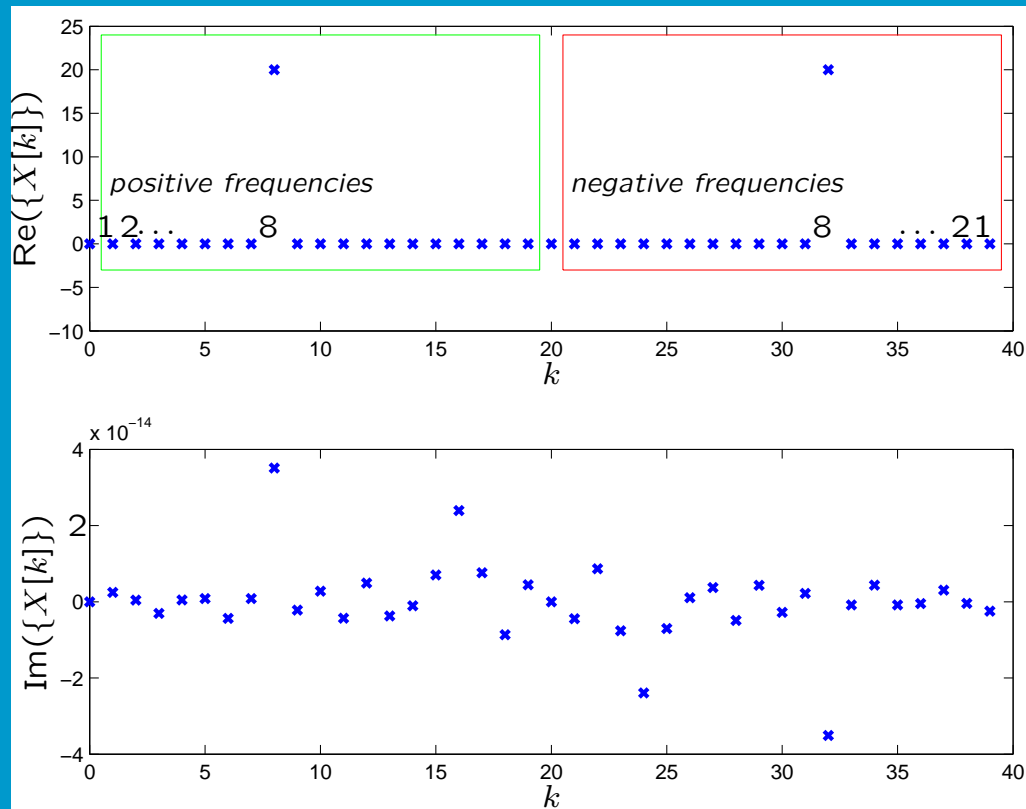 25
20
15
10
5
0
−5
−10
Re({X[k]})
positive frequencies
negative frequencies
12... 8
8 ... 21
0 5 10 15 20 25 30 35 40
k
x 10−14
4
2
0
−2
−4
Im({X[k]})
0 5 10 15 20 25 30 35 40
k